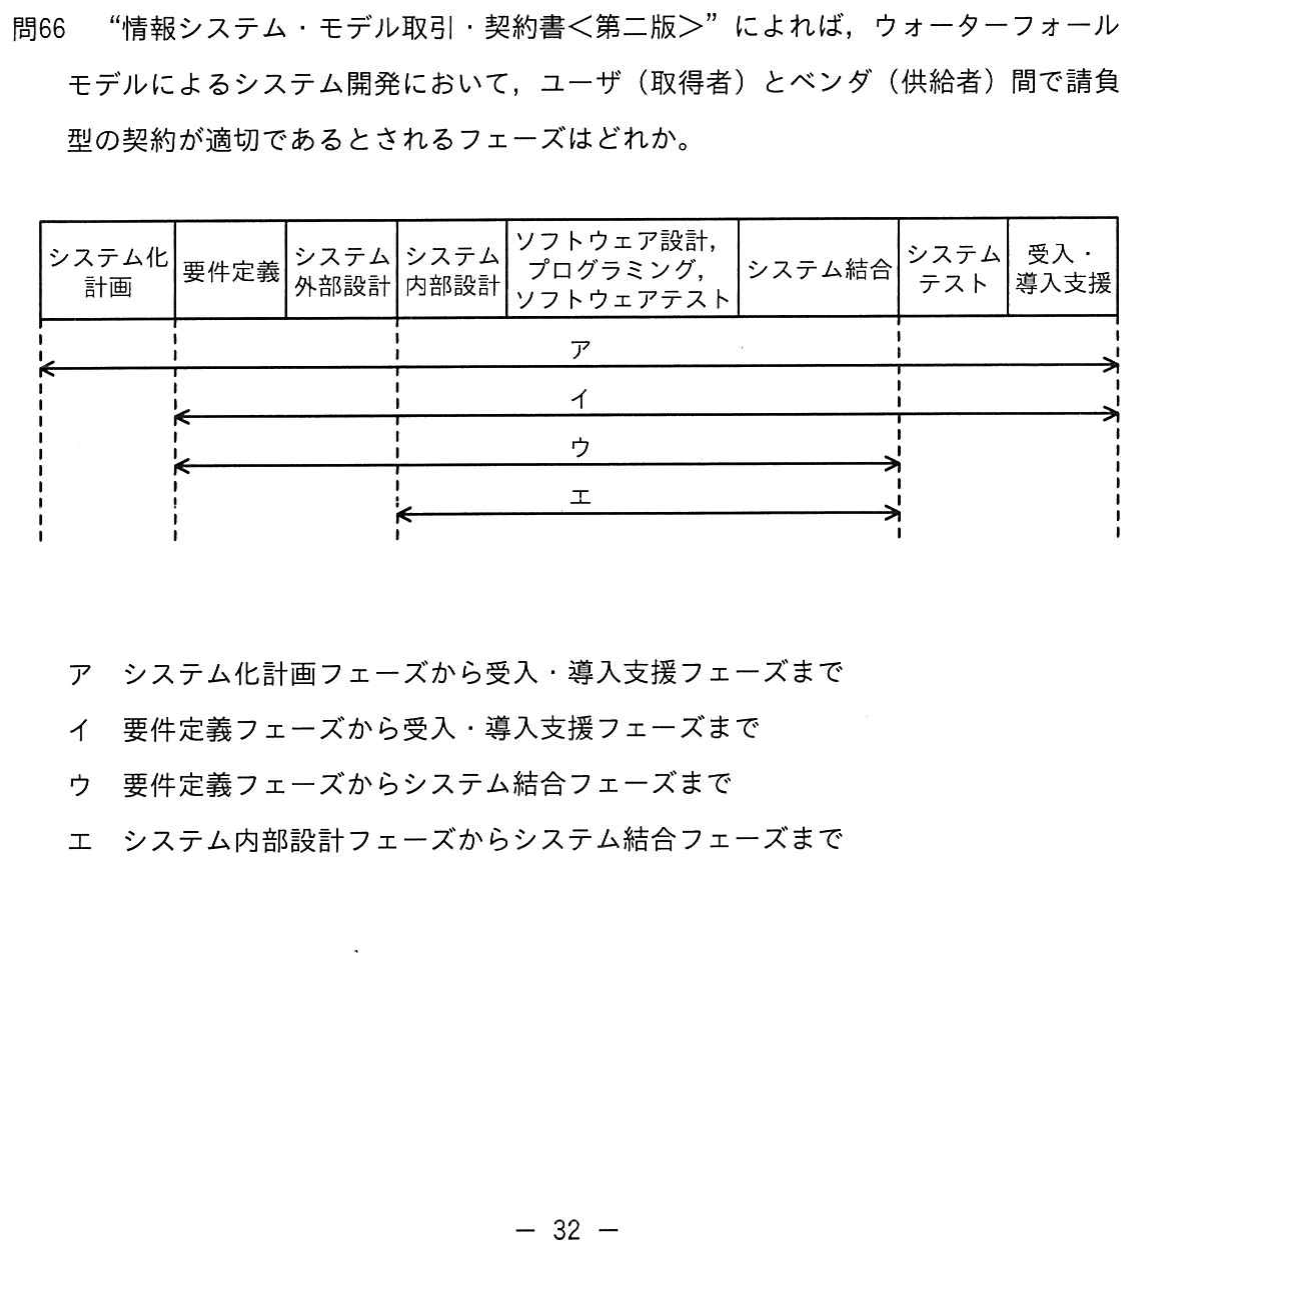 問66 “情報システム・モデル取引・契約書＜第二版＞”によれば，ウォーターフォール
モデルによるシステム開発において，ユーザ（取得者）とベンダ（供給者）間で請負
型の契約が適切であるとされるフェーズはどれか。
システム化
計画
要件定義
システム
外部設計
システム
内部設計
ソフトウェア設計，
プログラミング，
ソフトウェアテスト
システム結合
システム
テスト
受入・
導入支援
ア
イ
ウ
エ
ア システム化計画フェーズから受入・導入支援フェーズまで
イ 要件定義フェーズから受入・導入支援フェーズまで
ウ 要件定義フェーズからシステム結合フェーズまで
エ システム内部設計フェーズからシステム結合フェーズまで
－ 32 －